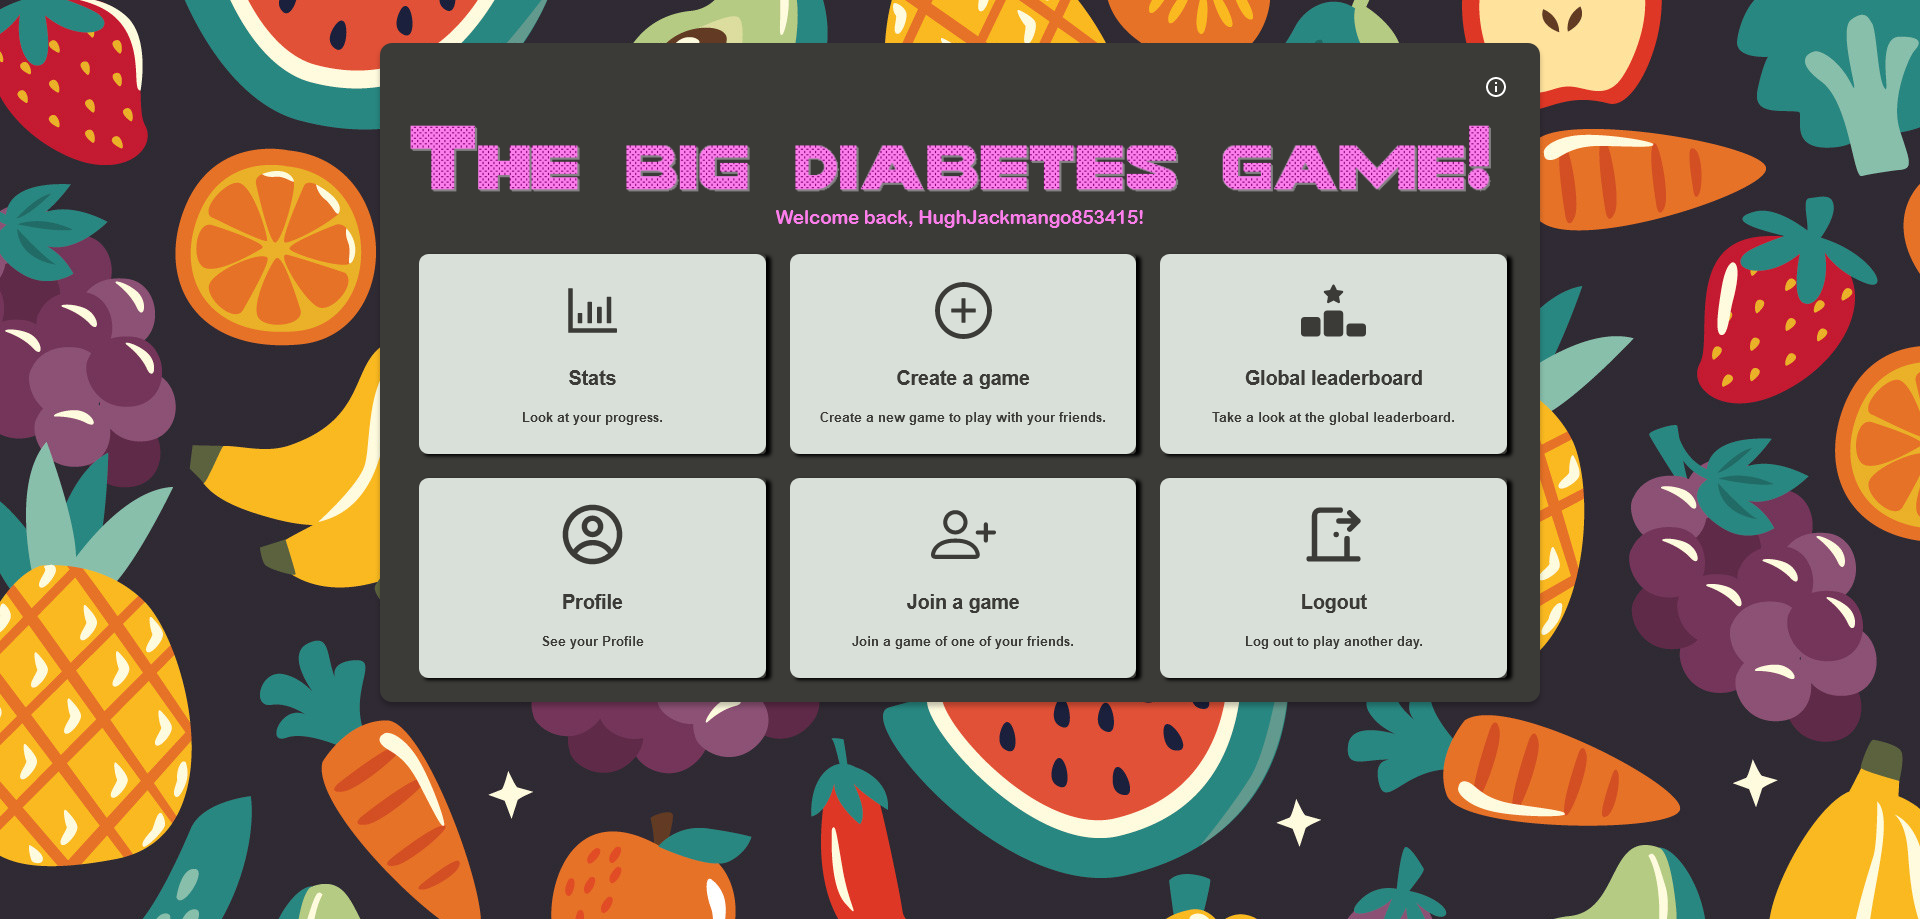 The big diabetes game!
Welcome back, HughJackmango853415!
Stats
Look at your progress.
Create a game
Create a new game to play with your friends.
Global leaderboard
Take a look at the global leaderboard.
Profile
See your Profile
Join a game
Join a game of one of your friends.
Logout
Log out to play another day.